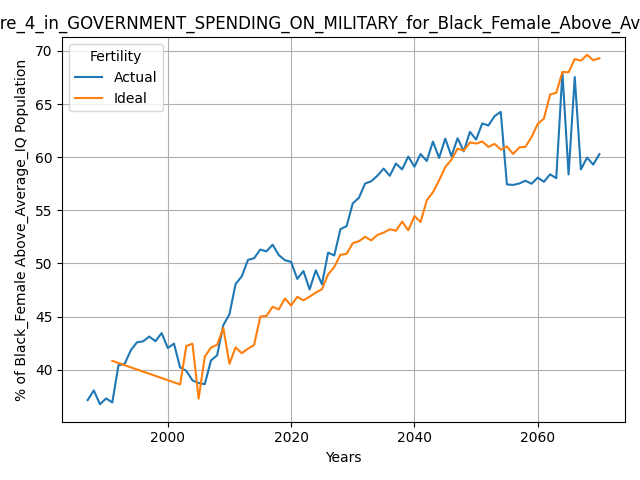 re_4_in_GOVERNMENT_SPENDING_ON_MILITARY_for_Black_Female_Above_Av
Fertility
Actual
Ideal
% of Black_Female Above_Average_IQ Population
70
65
60
55
50
45
40
2000
2020
2040
2060
Years